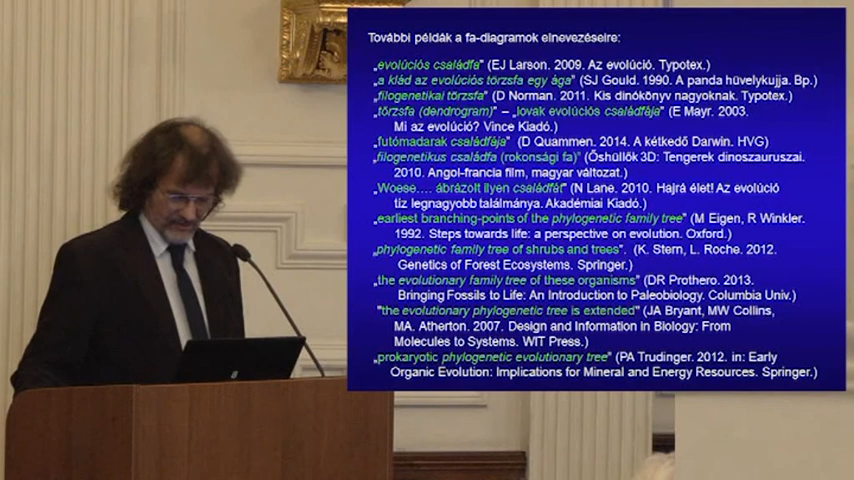 További példák a fa-diagramok elnevezéseire:
„evolúciós családfa” (EJ Larson. 2009. Az evolúció. Typotex.)
„a klád az evolúciós törzsfa egy ága” (SJ Gould. 1990. A panda hüvelykujja. Bp.)
„filogenetikai törzsfa” (D Norman. 2011. Kis dinókönyv nagyoknak. Typotex.)
„törzsfa (dendrogram)” – „lovak evolúciós családfája” (E Mayr. 2003.
Mi az evolúció? Vince Kiadó.)
„futómadarak családfája” (D Quammen. 2014. A kétkedő Darwin. HVG)
„filogenetikus családfa (rokonsági fa)” (Őshüllők 3D: Tengerek dinoszauruszai.
2010. Angol-francia film, magyar változat.)
„Woese.... ábrázolt ilyen családfát” (N Lane. 2010. Hajrá élet! Az evolúció
tíz legnagyobb találmánya. Akadémiai Kiadó.)
„earliest branching-points of the phylogenetic family tree” (M Eigen, R Winkler.
1992. Steps towards life: a perspective on evolution. Oxford.)
„phylogenetic family tree of shrubs and trees”. (K. Stern, L. Roche. 2012.
Genetics of Forest Ecosystems. Springer.)
„the evolutionary family tree of these organisms” (DR Prothero. 2013.
Bringing Fossils to Life: An Introduction to Paleobiology. Columbia Univ.)
"the evolutionary phylogenetic tree is extended” (JA Bryant, MW Collins,
MA. Atherton. 2007. Design and Information in Biology: From
Molecules to Systems. WIT Press.)
„prokaryotic phylogenetic evolutionary tree” (PA Trudinger. 2012. in: Early
Organic Evolution: Implications for Mineral and Energy Resources. Springer.)